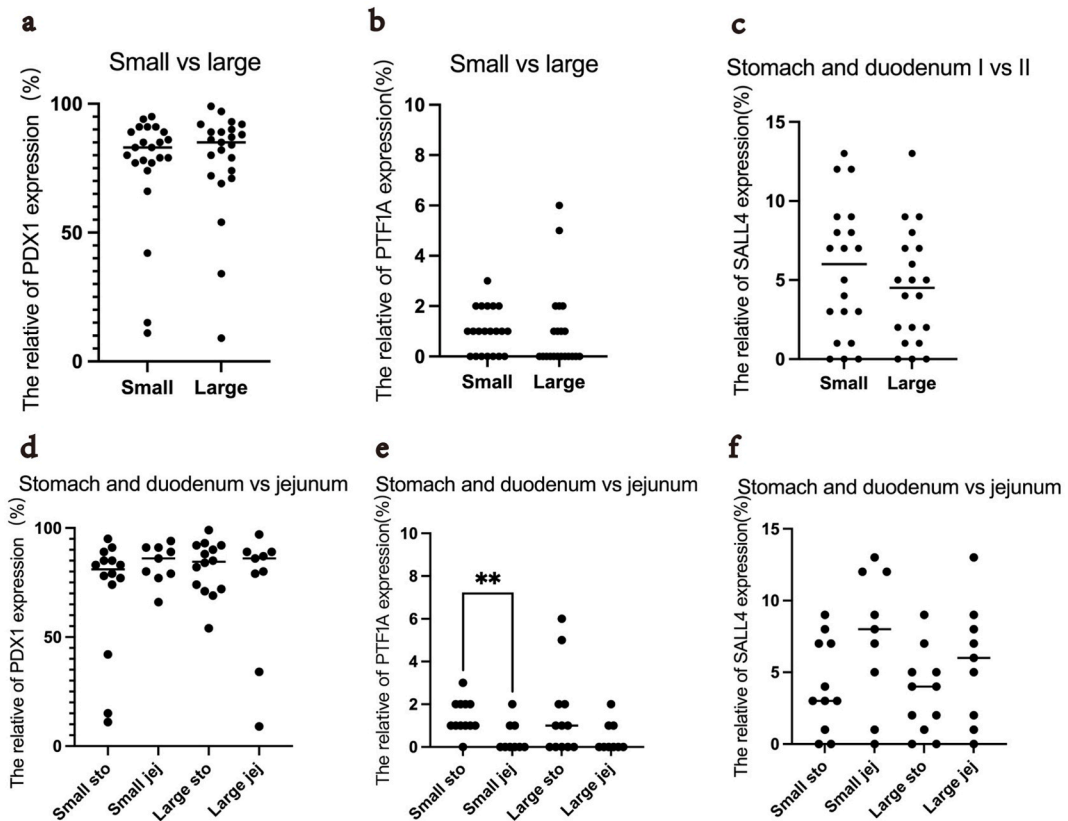 a
Small vs large
The relative of PDX1 expression (%)
100
50
0
Small Large
b
Small vs large
The relative of PTF1A expression(%)
10
8
6
4
2
0
Small Large
c
Stomach and duodenum I vs II
The relative of SALL4 expression(%)
15
10
5
0
Small Large
d
Stomach and duodenum vs jejunum
The relative of PDX1 expression (%)
100
50
0
Small sto
Small jej
Large sto
Large jej
e
Stomach and duodenum vs jejunum
The relative of PTF1A expression(%)
10
8
6
4
2
0
**
Small sto
Small jej
Large sto
Large jej
f
Stomach and duodenum vs jejunum
The relative of SALL4 expression(%)
15
10
5
0
Small sto
Small jej
Large sto
Large jej